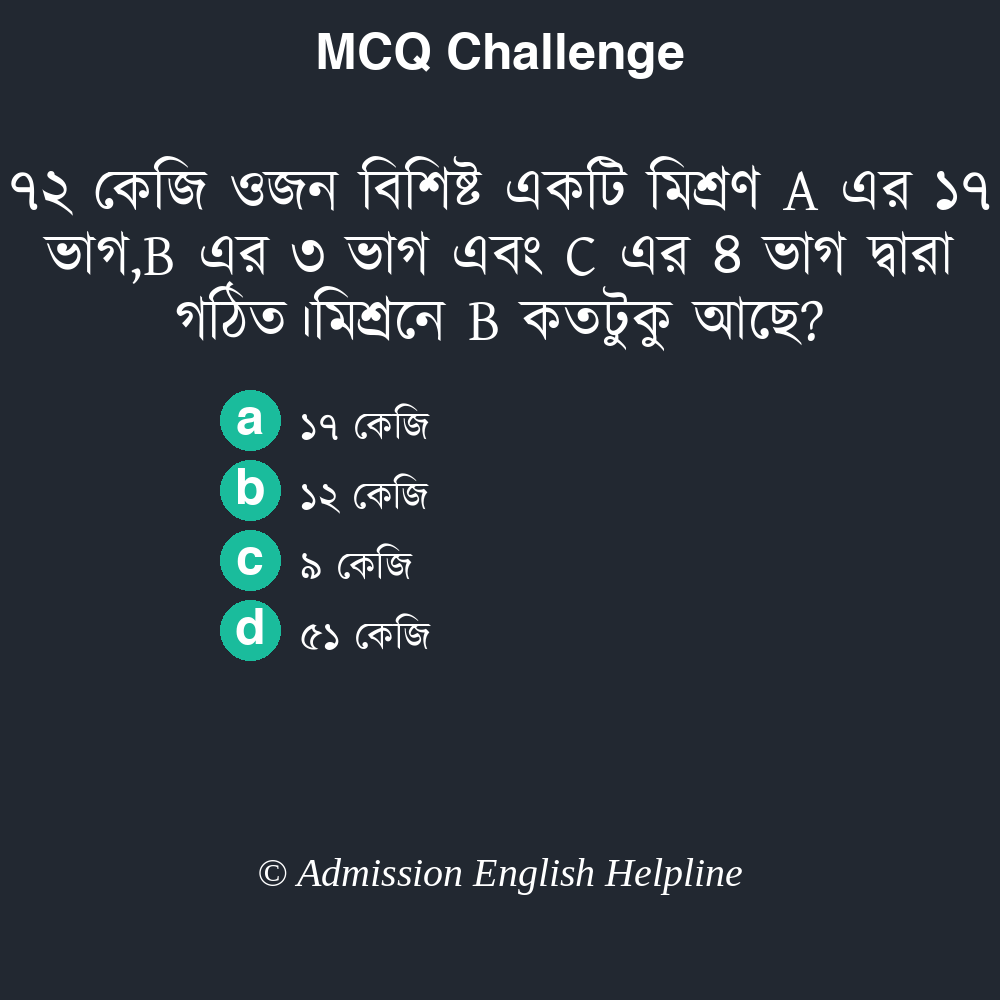 MCQ Challenge
৭২ কেজি ওজন বিশিষ্ট একটি মিশ্রণ A এর ১৭
ভাগ,B এর ৩ ভাগ এবং C এর ৪ ভাগ দ্বারা
গঠিত।মিশ্রনে B কতটুকু আছে?
a ১৭ কেজি
b ১২ কেজি
c ৯ কেজি
d ৫১ কেজি
© Admission English Helpline